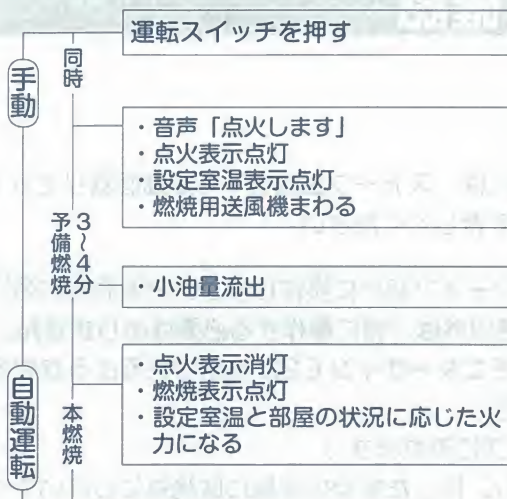 運転スイッチを押す
手動
同時
・音声「点火します」
・点火表示点灯
・設定室温表示点灯
・燃焼用送風機まわる
3〜4分
予備燃焼
・小油量流出
自動運転
本燃焼
・点火表示消灯
・燃焼表示点灯
・設定室温と部屋の状況に応じた火
力になる